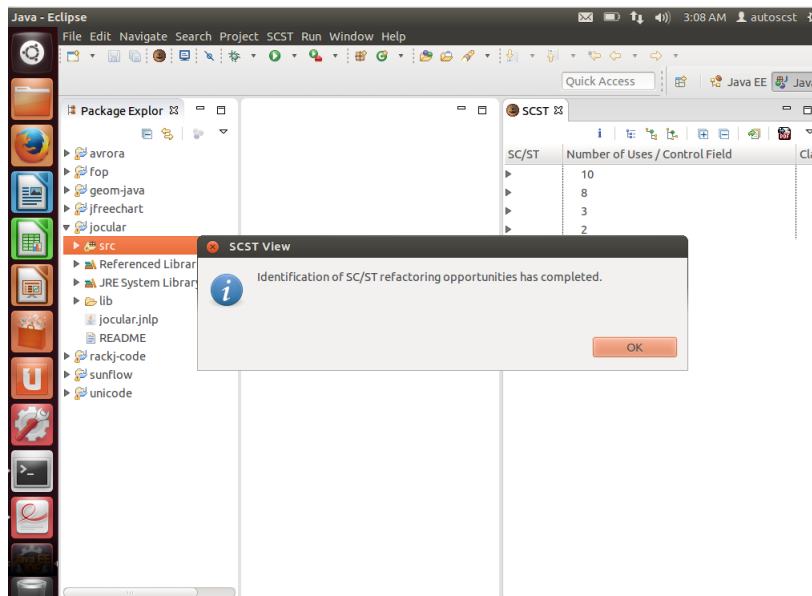 Java - Eclipse
3:08 AM autoscst
File Edit Navigate Search Project SCST Run Window Help
Quick Access
Java EE
Java
Package Explor
SCST
avrora
fop
geom-java
jfreechart
jocular
src
Referenced Librar
JRE System Library
lib
jocular.jnlp
README
rackj-code
sunflow
unicode
SC/ST Number of Uses / Control Field Cla
10
8
3
2
SCST View
Identification of SC/ST refactoring opportunities has completed.
OK